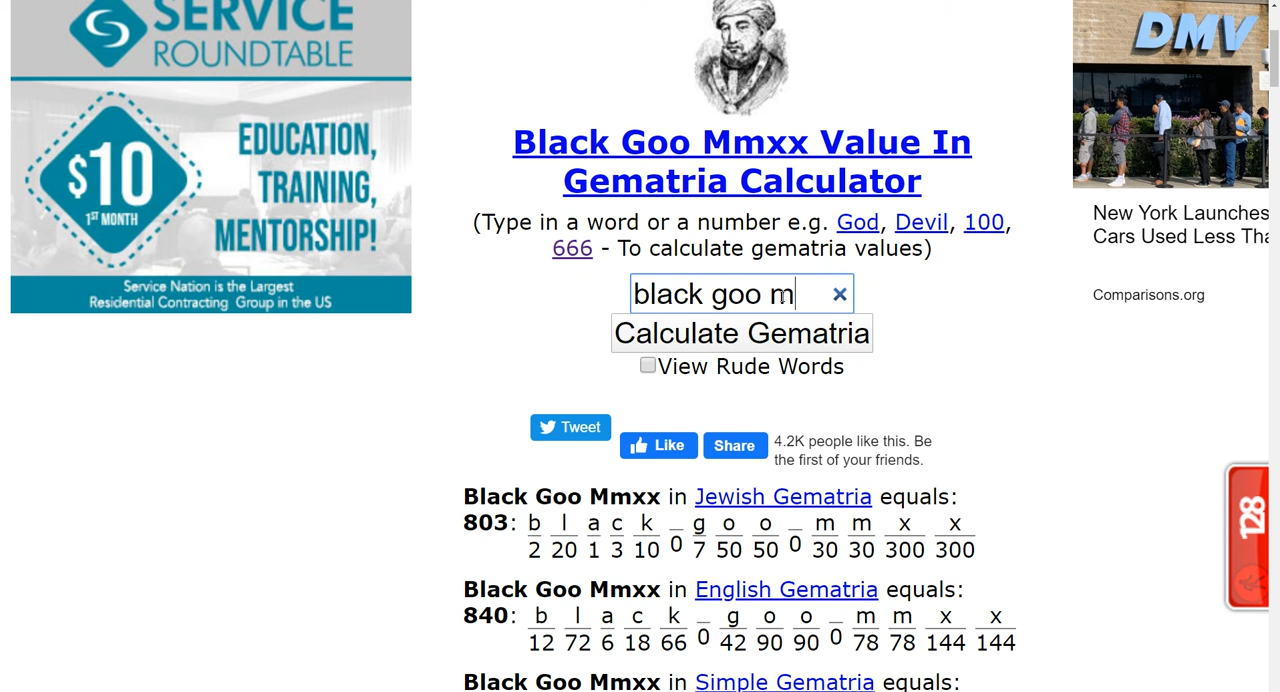 SERVICE
ROUNDTABLE
$10
1ST MONTH
EDUCATION,
TRAINING,
MENTORSHIP!
Service Nation is the Largest
Residential Contracting Group in the US
Black Goo Mmxx Value In
Gematria Calculator
(Type in a word or a number e.g. God, Devil, 100,
666 - To calculate gematria values)
black goo m
Calculate Gematria
View Rude Words
Tweet
Like Share 4.2K people like this. Be
the first of your friends.
Black Goo Mmxx in Jewish Gematria equals:
803: b l a c k _ g o o _ m m x x
2 20 1 3 10 0 7 50 50 0 30 30 300 300
Black Goo Mmxx in English Gematria equals:
840: b l a c k _ g o o _ m m x x
12 72 6 18 66 0 42 90 90 0 78 78 144 144
Black Goo Mmxx in Simple Gematria equals:
DMV
New York Launches
Cars Used Less Tha
Comparisons.org
128